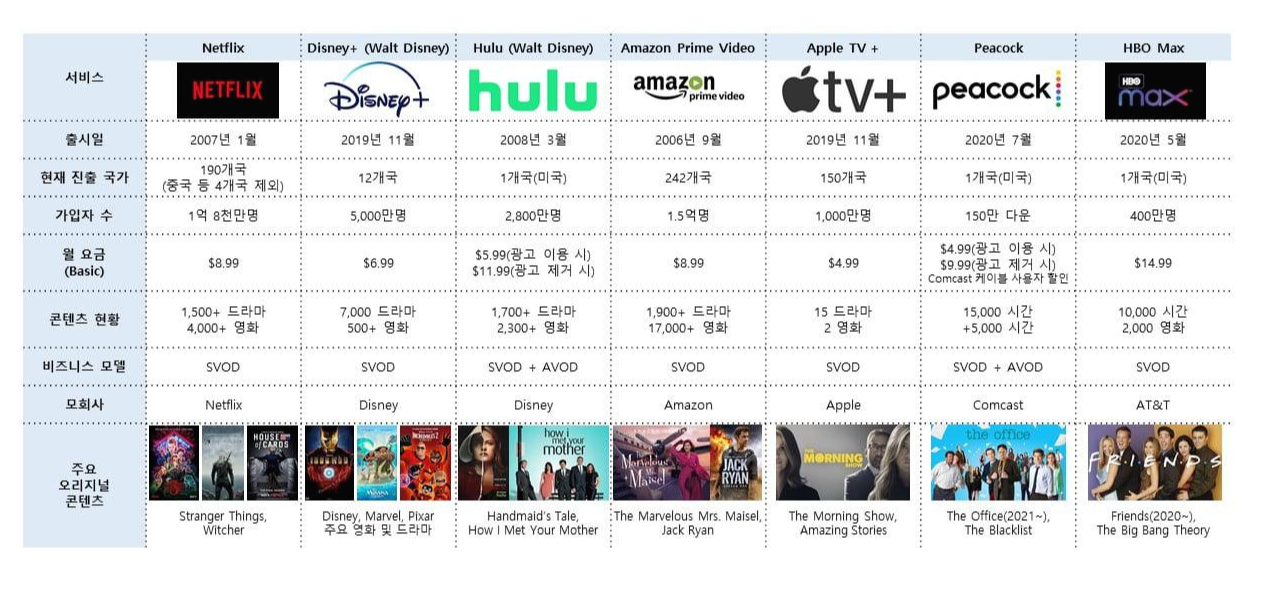 서비스
Netflix
Disney+ (Walt Disney)
Hulu (Walt Disney)
Amazon Prime Video
Apple TV +
Peacock
HBO Max
NETFLIX
Disney+
hulu
amazon
prime video
tv+
peacock
HBO
max
출시일
2007년 1월
2019년 11월
2008년 3월
2006년 9월
2019년 11월
2020년 7월
2020년 5월
현재 진출 국가
190개국
(중국 등 4개국 제외)
12개국
1개국(미국)
242개국
150개국
1개국(미국)
1개국(미국)
가입자 수
1억 8천만명
5,000만명
2,800만명
1.5억명
1,000만명
150만 다운
400만명
월 요금
(Basic)
$8.99
$6.99
$5.99(광고 이용 시)
$11.99(광고 제거 시)
$8.99
$4.99
$4.99(광고 이용 시)
$9.99(광고 제거 시)
Comcast 케이블 사용자 할인
$14.99
콘텐츠 현황
1,500+ 드라마
4,000+ 영화
7,000 드라마
500+ 영화
1,700+ 드라마
2,300+ 영화
1,900+ 드라마
17,000+ 영화
15 드라마
2 영화
15,000 시간
+5,000 시간
10,000 시간
2,000 영화
비즈니스 모델
SVOD
SVOD
SVOD + AVOD
SVOD
SVOD
SVOD + AVOD
SVOD
모회사
Netflix
Disney
Disney
Amazon
Apple
Comcast
AT&T
주요
오리지널
콘텐츠
HOUSE
of CARDS
IRON MAN
MOANA
INCREDIBLES 2
how i
met your
mother
Marvelous
Mrs.
Maisel
JACK
RYAN
THE
MORNING
SHOW
the office
F·R·I·E·N·D·S
Stranger Things,
Witcher
Disney, Marvel, Pixar
주요 영화 및 드라마
Handmaid's Tale,
How I Met Your Mother
The Marvelous Mrs. Maisel,
Jack Ryan
The Morning Show,
Amazing Stories
The Office(2021~),
The Blacklist
Friends(2020~),
The Big Bang Theory